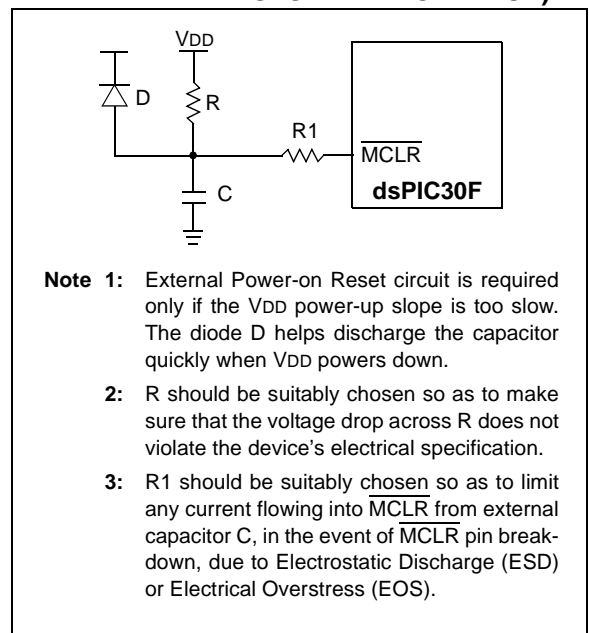 VDD
D
R
R1
MCLR
C
dsPIC30F
Note 1: External Power-on Reset circuit is required
only if the VDD power-up slope is too slow.
The diode D helps discharge the capacitor
quickly when VDD powers down.
2: R should be suitably chosen so as to make
sure that the voltage drop across R does not
violate the device's electrical specification.
3: R1 should be suitably chosen so as to limit
any current flowing into MCLR from external
capacitor C, in the event of MCLR pin break-
down, due to Electrostatic Discharge (ESD)
or Electrical Overstress (EOS).